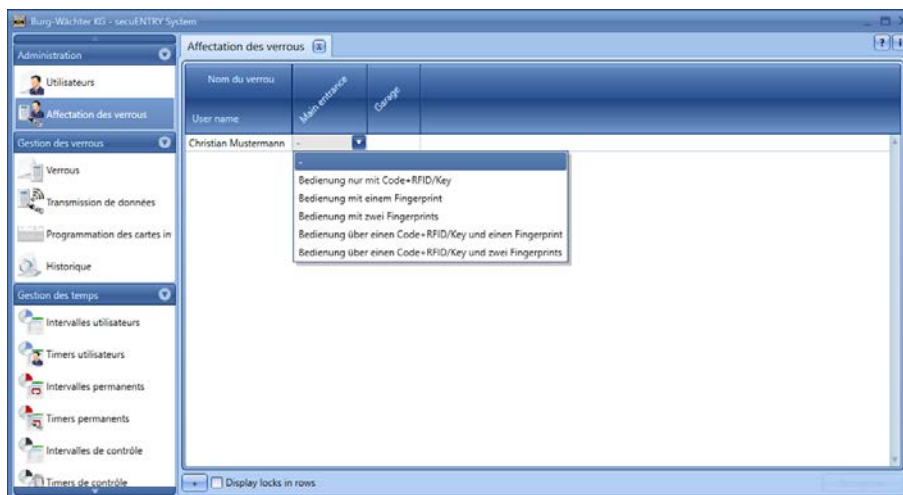 Burg-Wächter KG - secuENTRY System
Administration
Utilisateurs
Affectation des verrous
Gestion des verrous
Verrous
Transmission de données
Programmation des cartes in
Historique
Gestion des temps
Intervalles utilisateurs
Timers utilisateurs
Intervalles permanents
Timers permanents
Intervalles de contrôle
Timers de contrôle
Affectation des verrous
?
i
Nom du verrou
Main entrance
Garage
User name
Christian Mustermann
-
-
Bedienung nur mit Code+RFID/Key
Bedienung mit einem Fingerprint
Bedienung mit zwei Fingerprints
Bedienung über einen Code+RFID/Key und einen Fingerprint
Bedienung über einen Code+RFID/Key und zwei Fingerprints
Display locks in rows